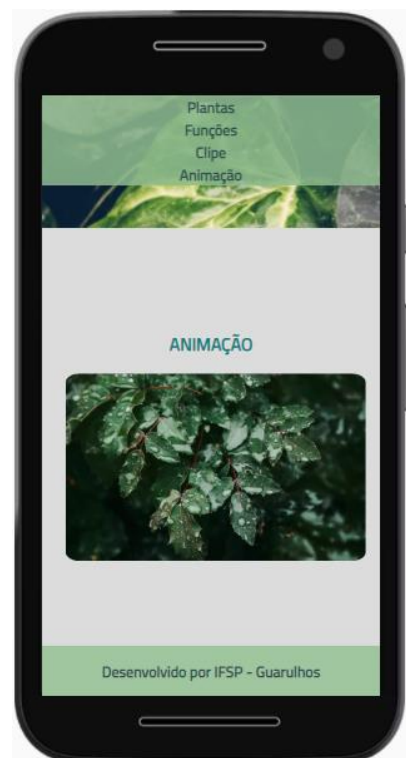 Plantas
Funções
Clipe
Animação
ANIMAÇÃO
Desenvolvido por IFSP - Guarulhos